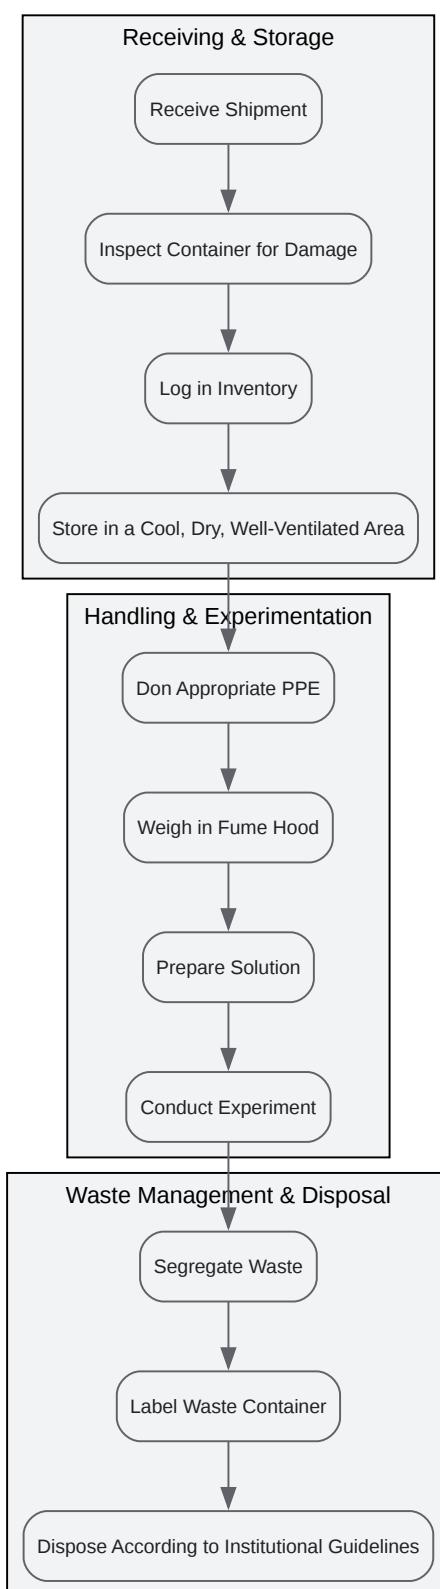 Receiving & Storage
Receive Shipment
Inspect Container for Damage
Log in Inventory
Store in a Cool, Dry, Well-Ventilated Area
Handling & Experimentation
Don Appropriate PPE
Weigh in Fume Hood
Prepare Solution
Conduct Experiment
Waste Management & Disposal
Segregate Waste
Label Waste Container
Dispose According to Institutional Guidelines